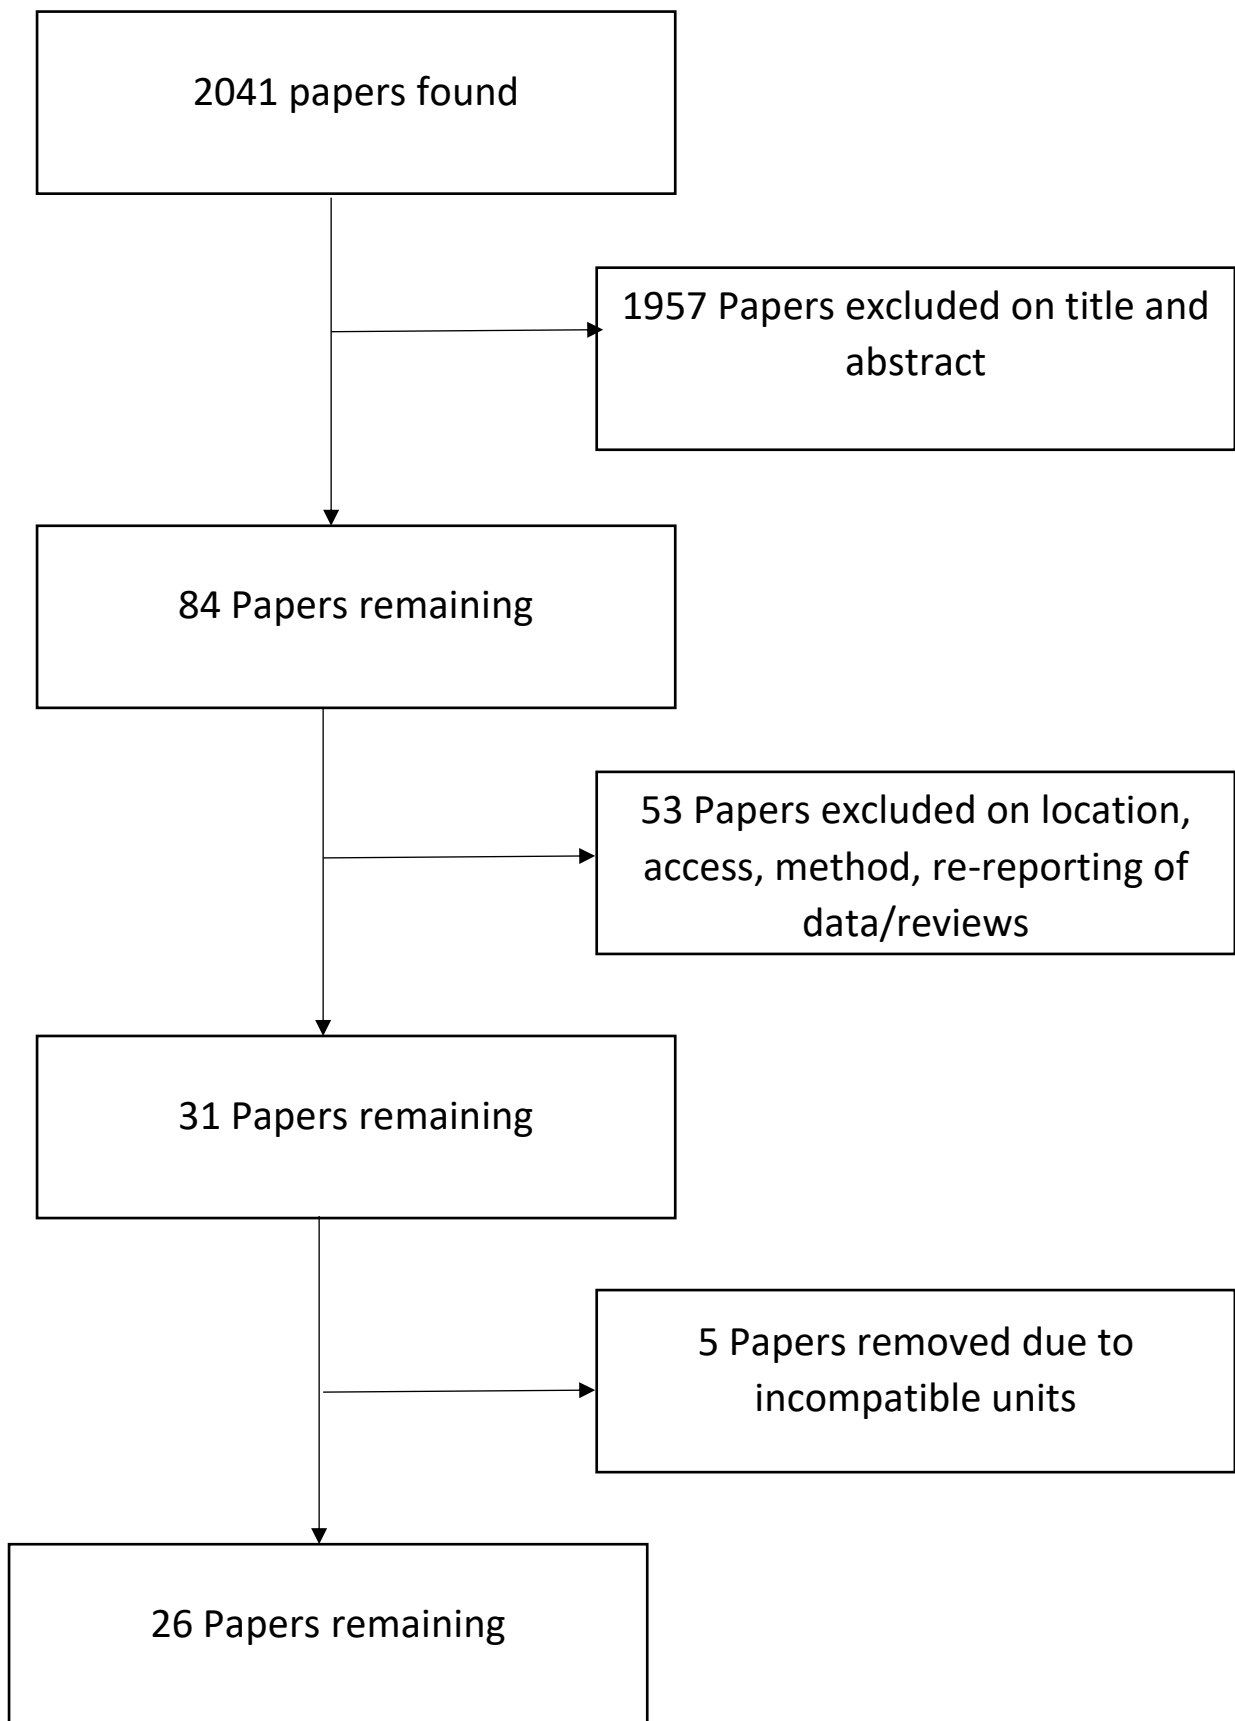 2041 papers found
1957 Papers excluded on title and
abstract
84 Papers remaining
53 Papers excluded on location,
access, method, re-reporting of
data/reviews
31 Papers remaining
5 Papers removed due to
incompatible units
26 Papers remaining